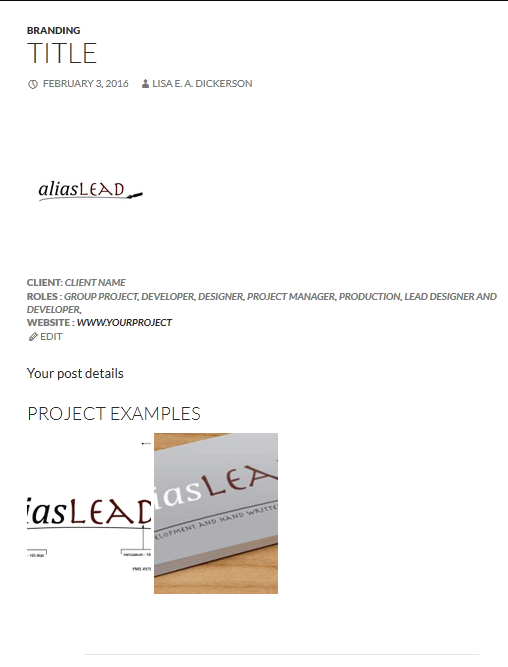 BRANDING
TITLE
FEBRUARY 3, 2016 LISA E. A. DICKERSON
aliasLEAD
CLIENT: CLIENT NAME
ROLES : GROUP PROJECT, DEVELOPER, DESIGNER, PROJECT MANAGER, PRODUCTION, LEAD DESIGNER AND
DEVELOPER,
WEBSITE : WWW.YOURPROJECT
EDIT
Your post details
PROJECT EXAMPLES
iasLEAD
iasLEA
ELOPMENT AND HAND WRITTE